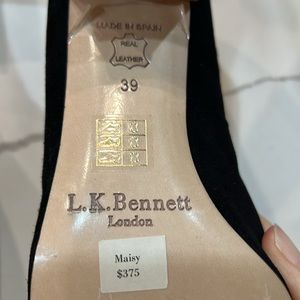 MADE IN SPAIN
REAL
LEATHER
39
L.K.Bennett
London
Maisy
$375